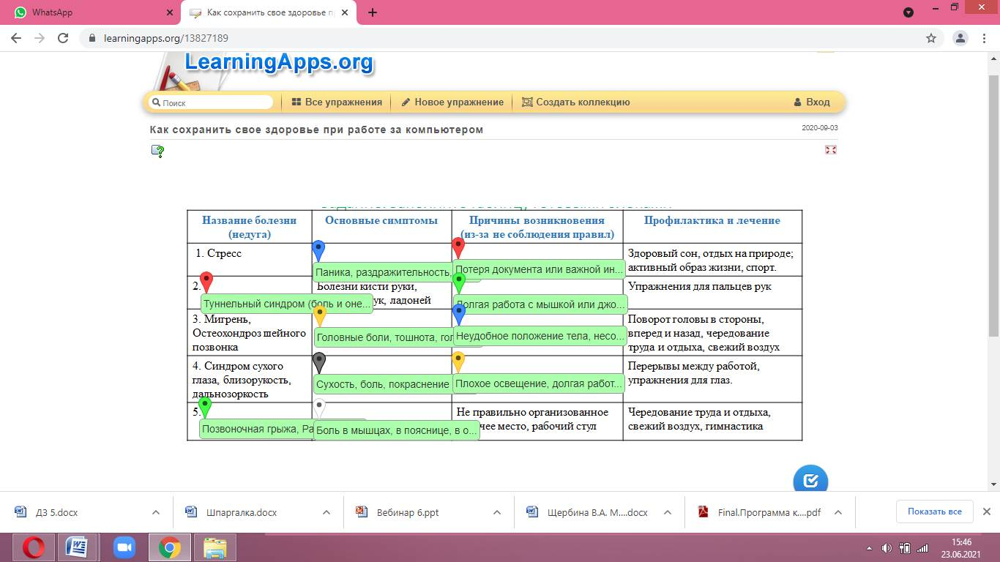 WhatsApp
Как сохранить свое здоровье п
learningapps.org/13827189
LearningApps.org
Поиск
Все упражнения
Новое упражнение
Создать коллекцию
Вход
Как сохранить свое здоровье при работе за компьютером
2020-09-03
Название болезни (недуга)
Основные симптомы
Причины возникновения
(из-за не соблюдения правил)
Профилактика и лечение
1. Стресс
Паника, раздражительность,
Потеря документа или важной ин...
Здоровый сон, отдых на природе;
активный образ жизни, спорт.
2.
Туннельный синдром (боль и оне...
Болезни кисти руки,
ук, ладоней
Долгая работа с мышкой или джо...
Упражнения для пальцев рук
3. Мигрень,
Остеохондроз шейного
позвонка
Головные боли, тошнота, гол
Неудобное положение тела, несо...
Поворот головы в стороны,
вперед и назад, чередование
труда и отдыха, свежий воздух
4. Синдром сухого
глаза, близорукость,
дальнозоркость
Сухость, боль, покраснение
Плохое освещение, долгая работ...
Перерывы между работой,
упражнения для глаз.
5.
Позвоночная грыжа, Ра
Боль в мышцах, в пояснице, в о...
Не правильно организованное
чее место, рабочий стул
Чередование труда и отдыха,
свежий воздух, гимнастика
ДЗ 5.docx
Шпаргалка.docx
Вебинар 6.ppt
Щербина В.А. М....docx
Final.Программа к....pdf
Показать все
15:46
23.06.2021